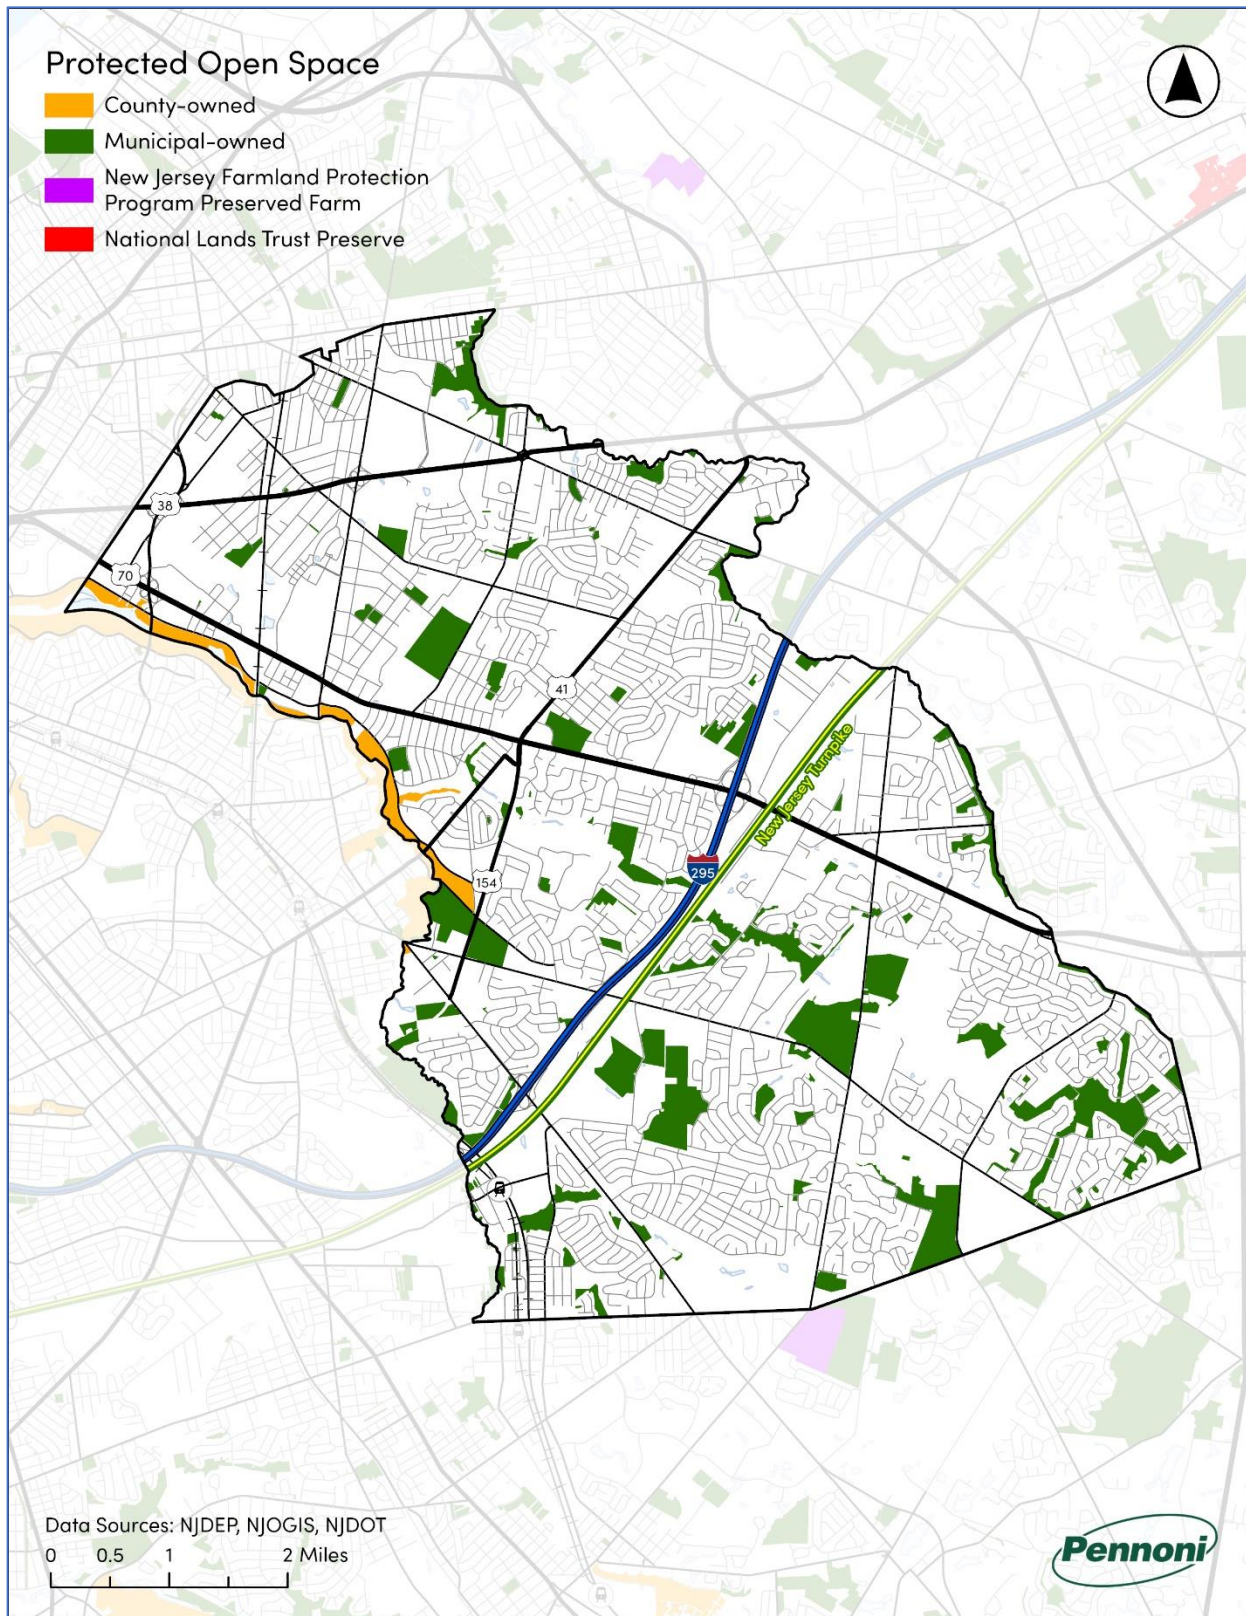 Protected Open Space
County-owned
Municipal-owned
New Jersey Farmland Protection
Program Preserved Farm
National Lands Trust Preserve
38
70
41
New Jersey Turnpike
295
154
Data Sources: NJDEP, NJOGIS, NJDOT
0 0.5 1 2 Miles
Pennoni